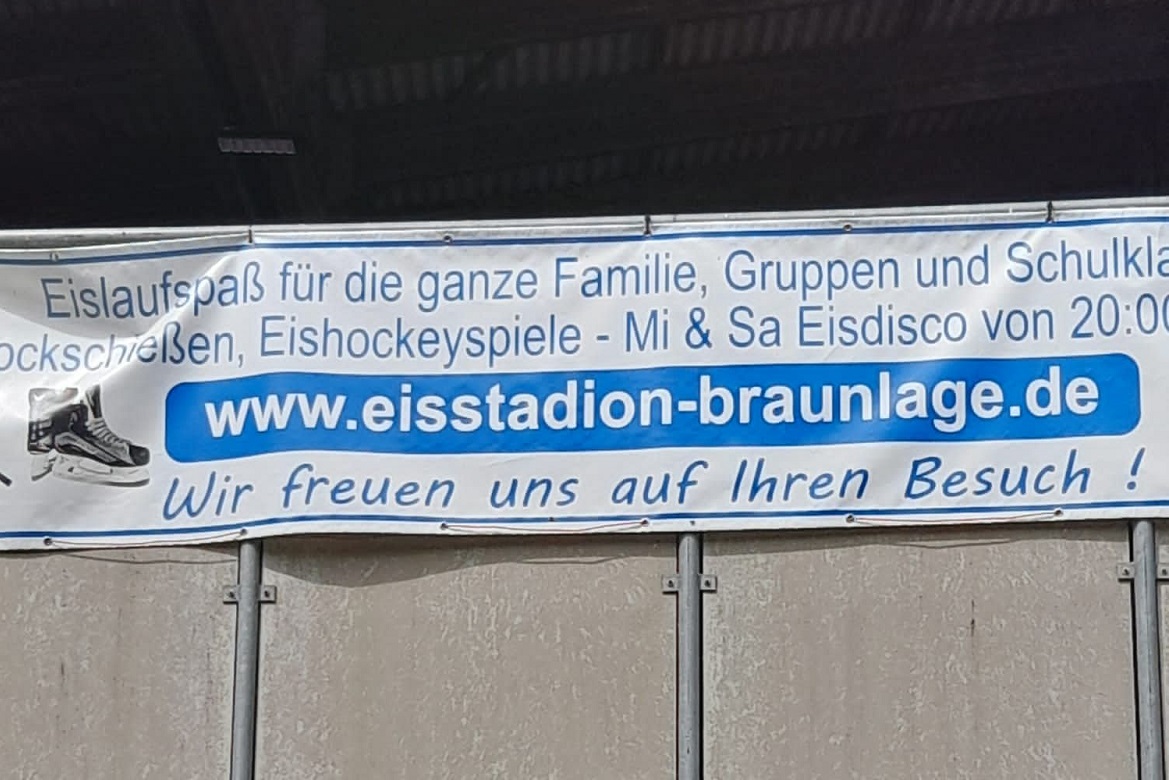 Eislaufspaß für die ganze Familie, Gruppen und Schulkla
ockschießen, Eishockeyspiele - Mi & Sa Eisdisco von 20:00
www.eisstadion-braunlage.de
Wir freuen uns auf Ihren Besuch !